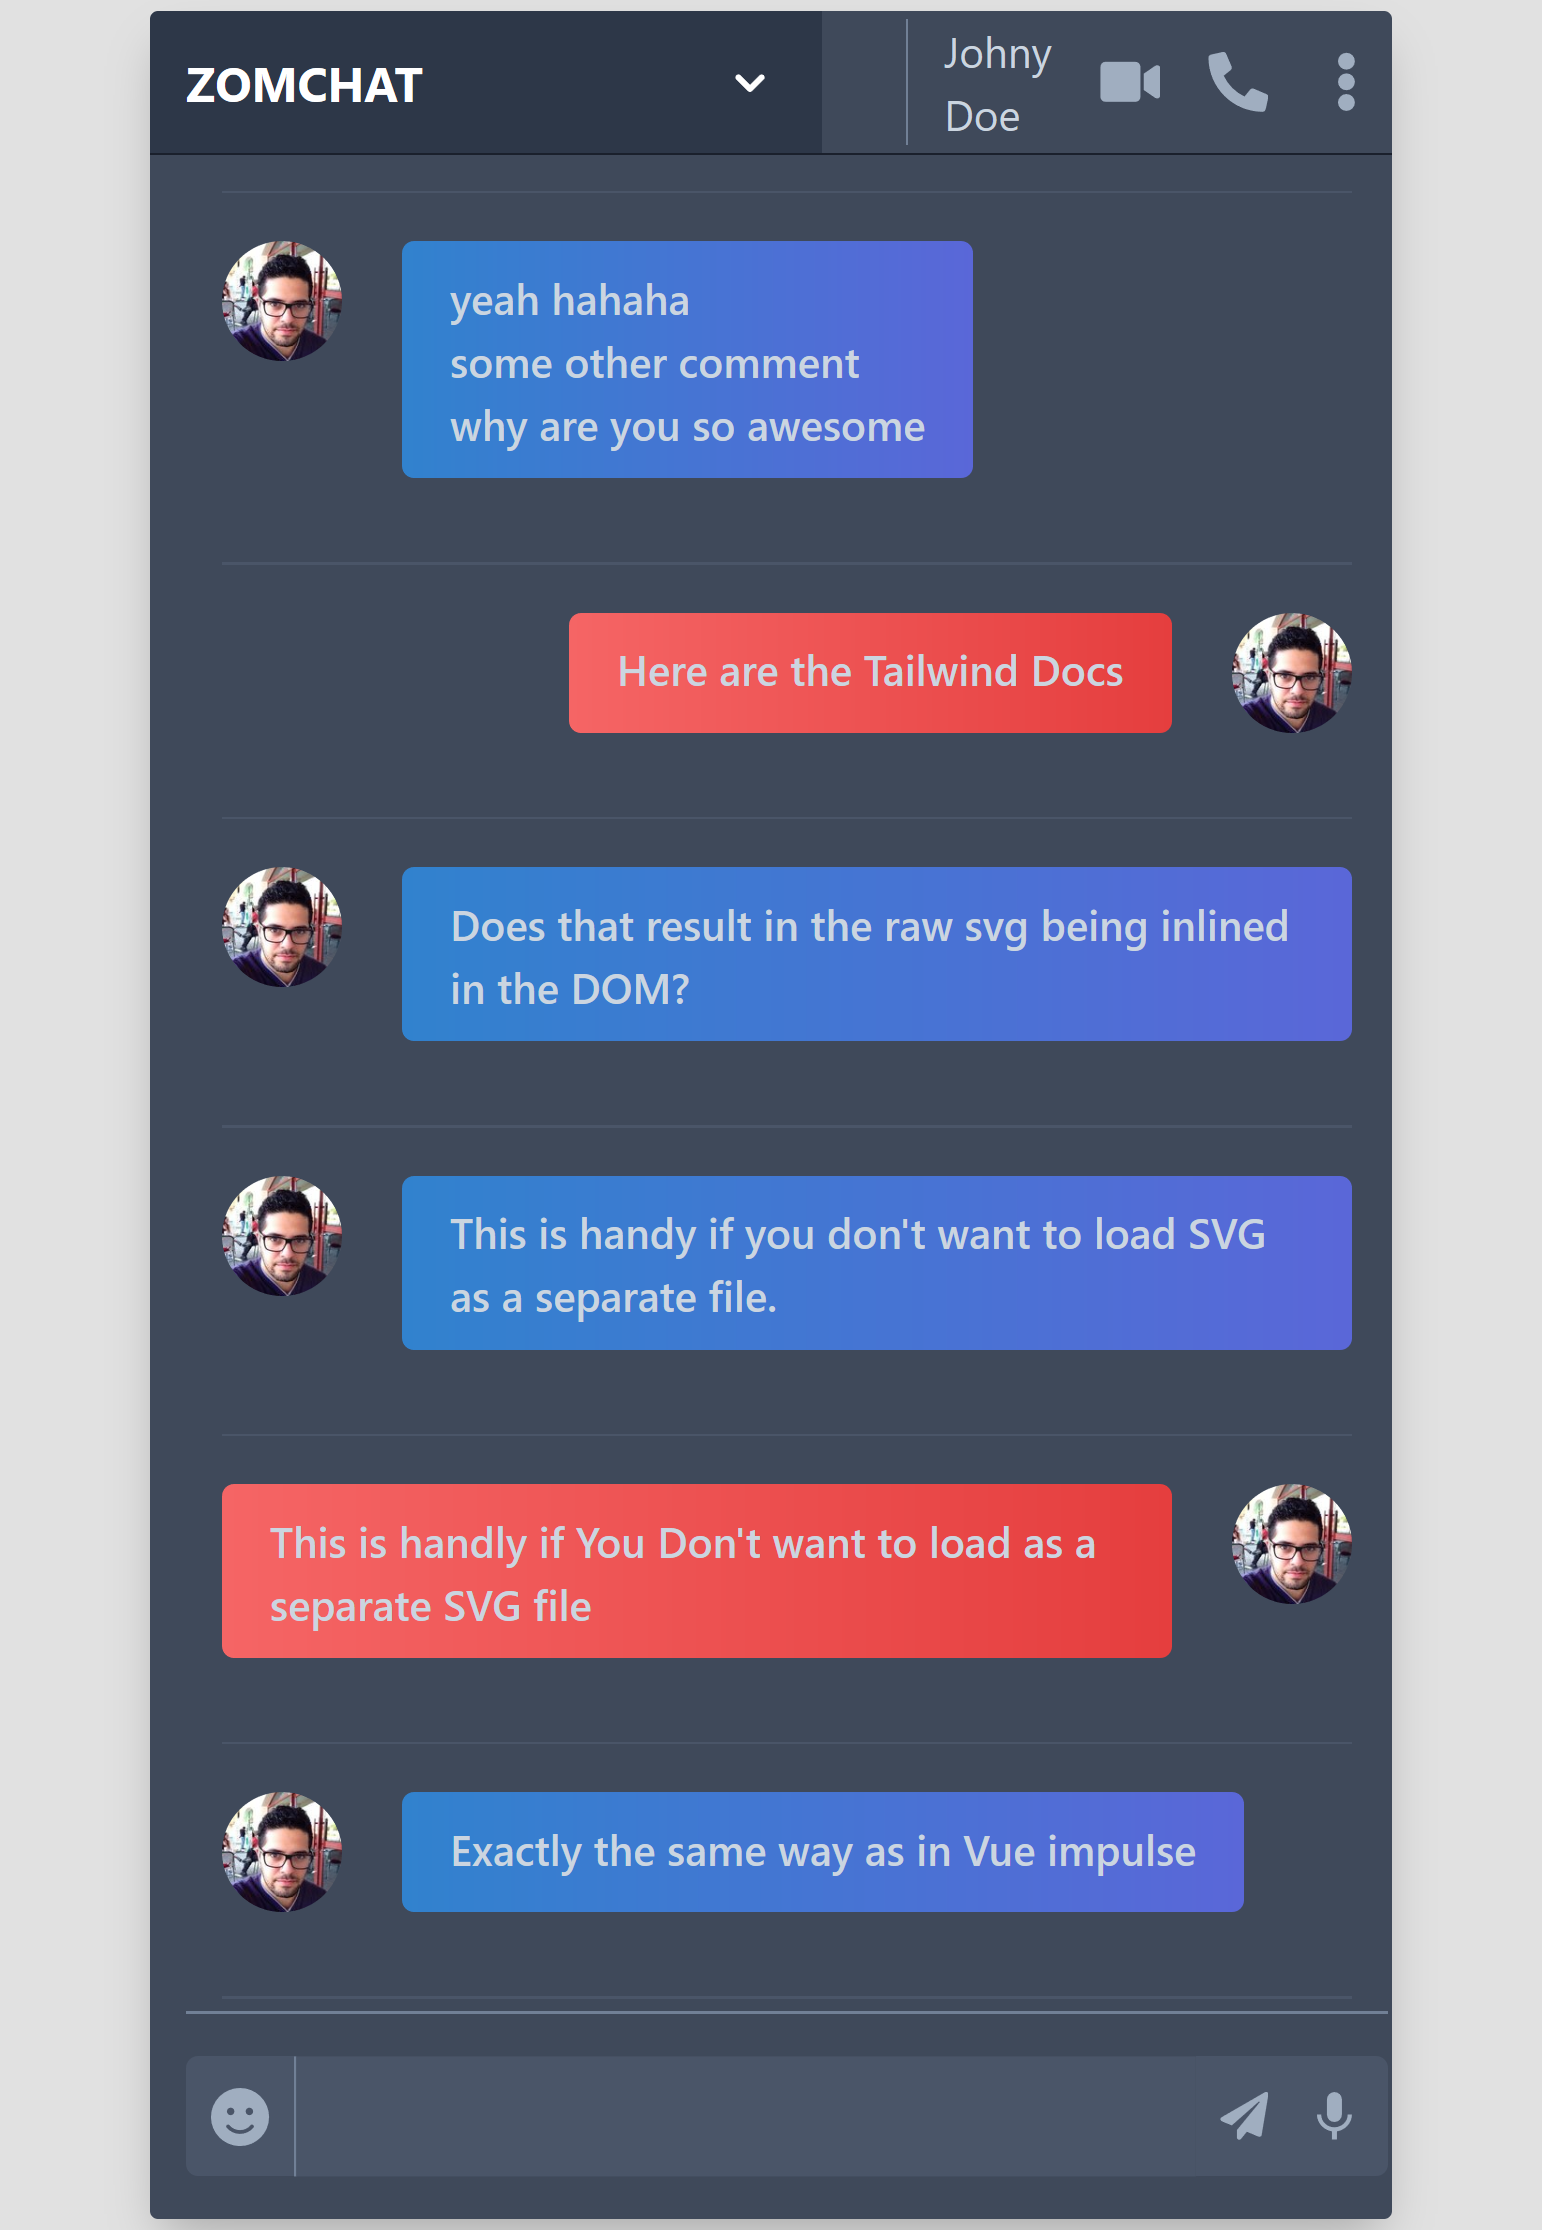 ZOMCHAT
Johny
Doe
yeah hahaha
some other comment
why are you so awesome
Here are the Tailwind Docs
Does that result in the raw svg being inlined
in the DOM?
This is handy if you don't want to load SVG
as a separate file.
This is handly if You Don't want to load as a
separate SVG file
Exactly the same way as in Vue impulse